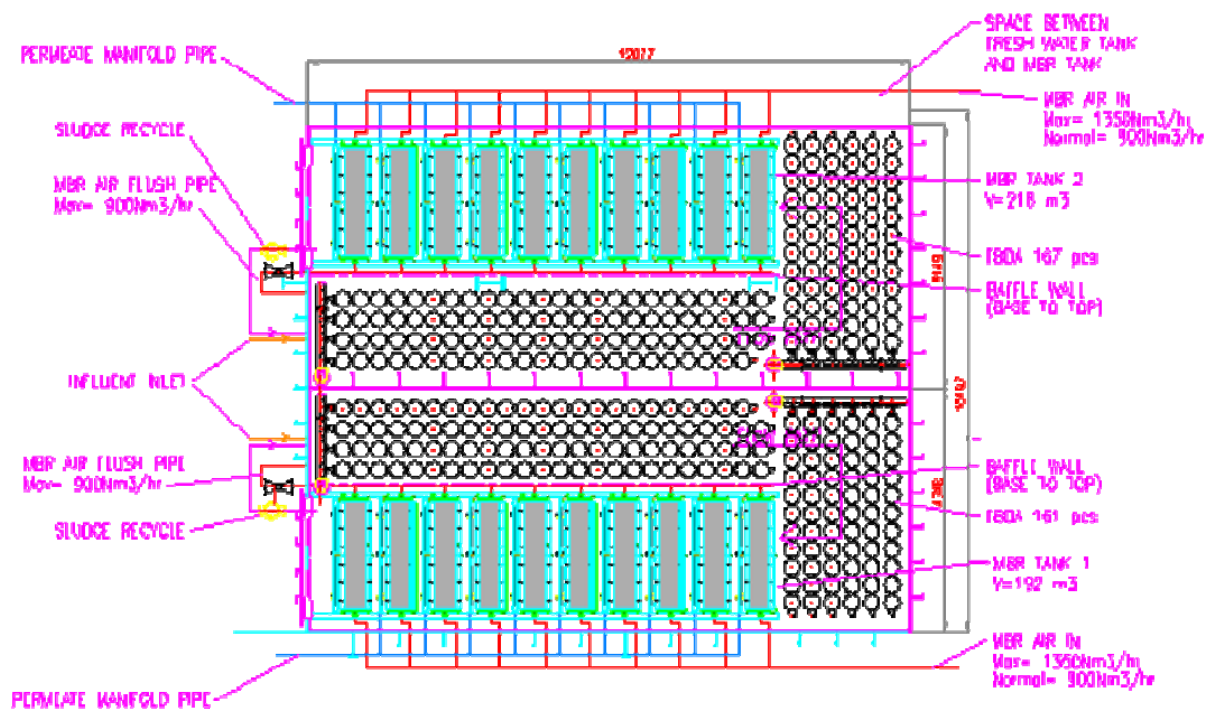 PERMEATE MANIFOLD PIPE
SLUDGE RECYCLE
MBR AIR FLUSH PIPE
Max= 900Nm3/hr
INFLUENT INLET
MBR AIR FLUSH PIPE
Max= 900Nm3/hr
SLUDGE RECYCLE
PERMEATE MANIFOLD PIPE
SPACE BETWEEN
FRESH WATER TANK
AND MBR TANK
MBR AIR IN
Max= 1350Nm3/hr
Normal= 900Nm3/hr
MBR TANK 2
V=218 m3
FBDA 167 pcs
BAFFLE WALL
(BASE TO TOP)
BAFFLE WALL
(BASE TO TOP)
FBDA 161 pcs
MBR TANK 1
V=192 m3
MBR AIR IN
Max= 1350Nm3/hr
Normal= 900Nm3/hr